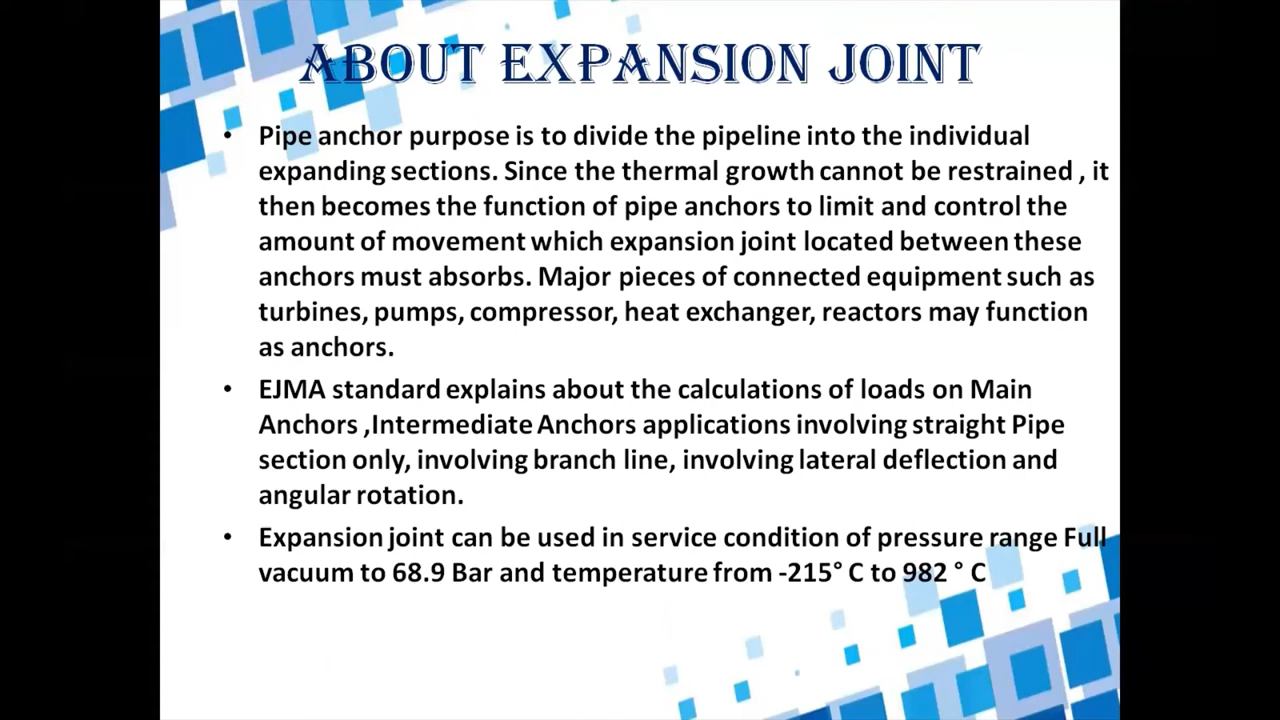 ABOUT EXPANSION JOINT
• Pipe anchor purpose is to divide the pipeline into the individual
expanding sections. Since the thermal growth cannot be restrained , it
then becomes the function of pipe anchors to limit and control the
amount of movement which expansion joint located between these
anchors must absorbs. Major pieces of connected equipment such as
turbines, pumps, compressor, heat exchanger, reactors may function
as anchors.
• EJMA standard explains about the calculations of loads on Main
Anchors ,Intermediate Anchors applications involving straight Pipe
section only, involving branch line, involving lateral deflection and
angular rotation.
• Expansion joint can be used in service condition of pressure range Full
vacuum to 68.9 Bar and temperature from -215° C to 982 ° C